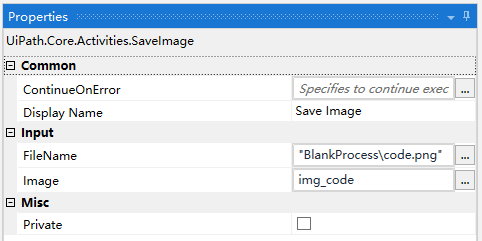 Properties
UiPath.Core.Activities.SaveImage
Common
ContinueOnError Specifies to continue exec ...
Display Name Save Image
Input
FileName "BlankProcess\code.png" ...
Image img_code ...
Misc
Private